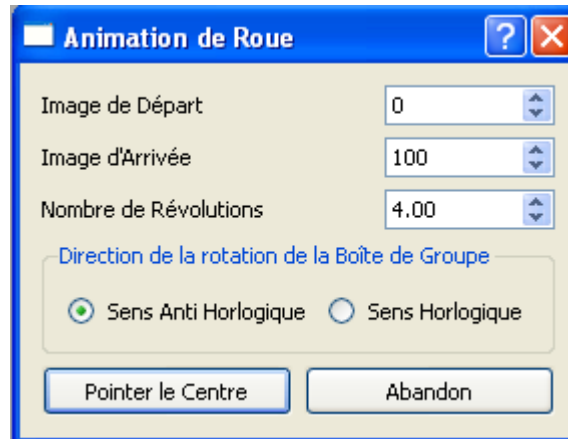 Animation de Roue
Image de Départ 0
Image d'Arrivée 100
Nombre de Révolutions 4.00
Direction de la rotation de la Boîte de Groupe
Sens Anti Horlogique Sens Horlogique
Pointer le Centre Abandon